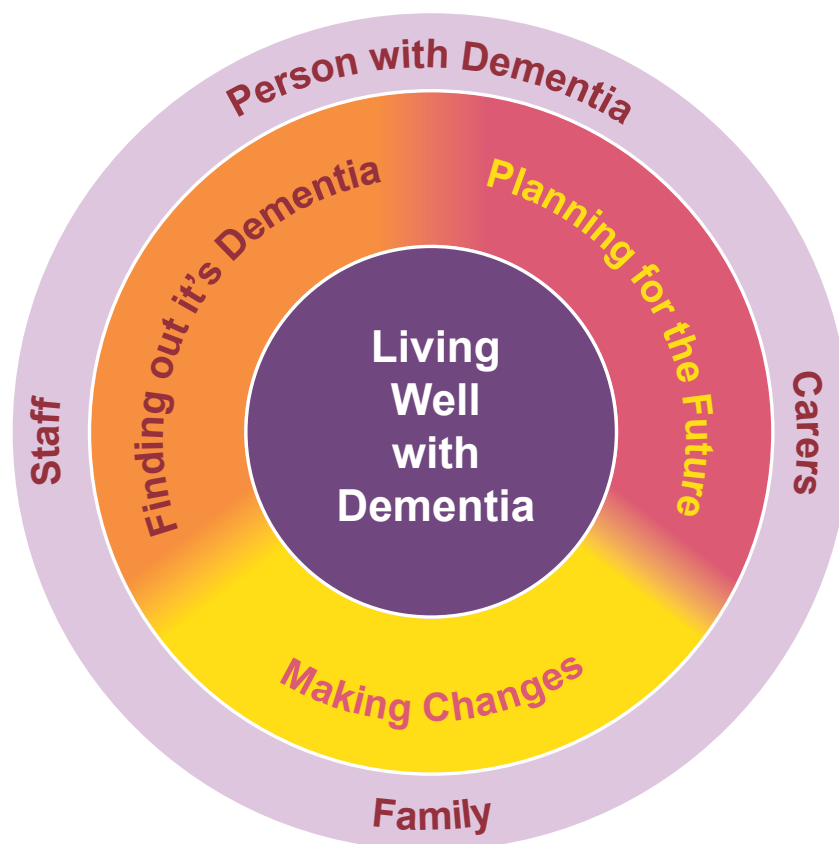 Person with Dementia
Finding out it's Dementia
Planning for the Future
Living
Well
with
Dementia
Staff
Carers
Making Changes
Family